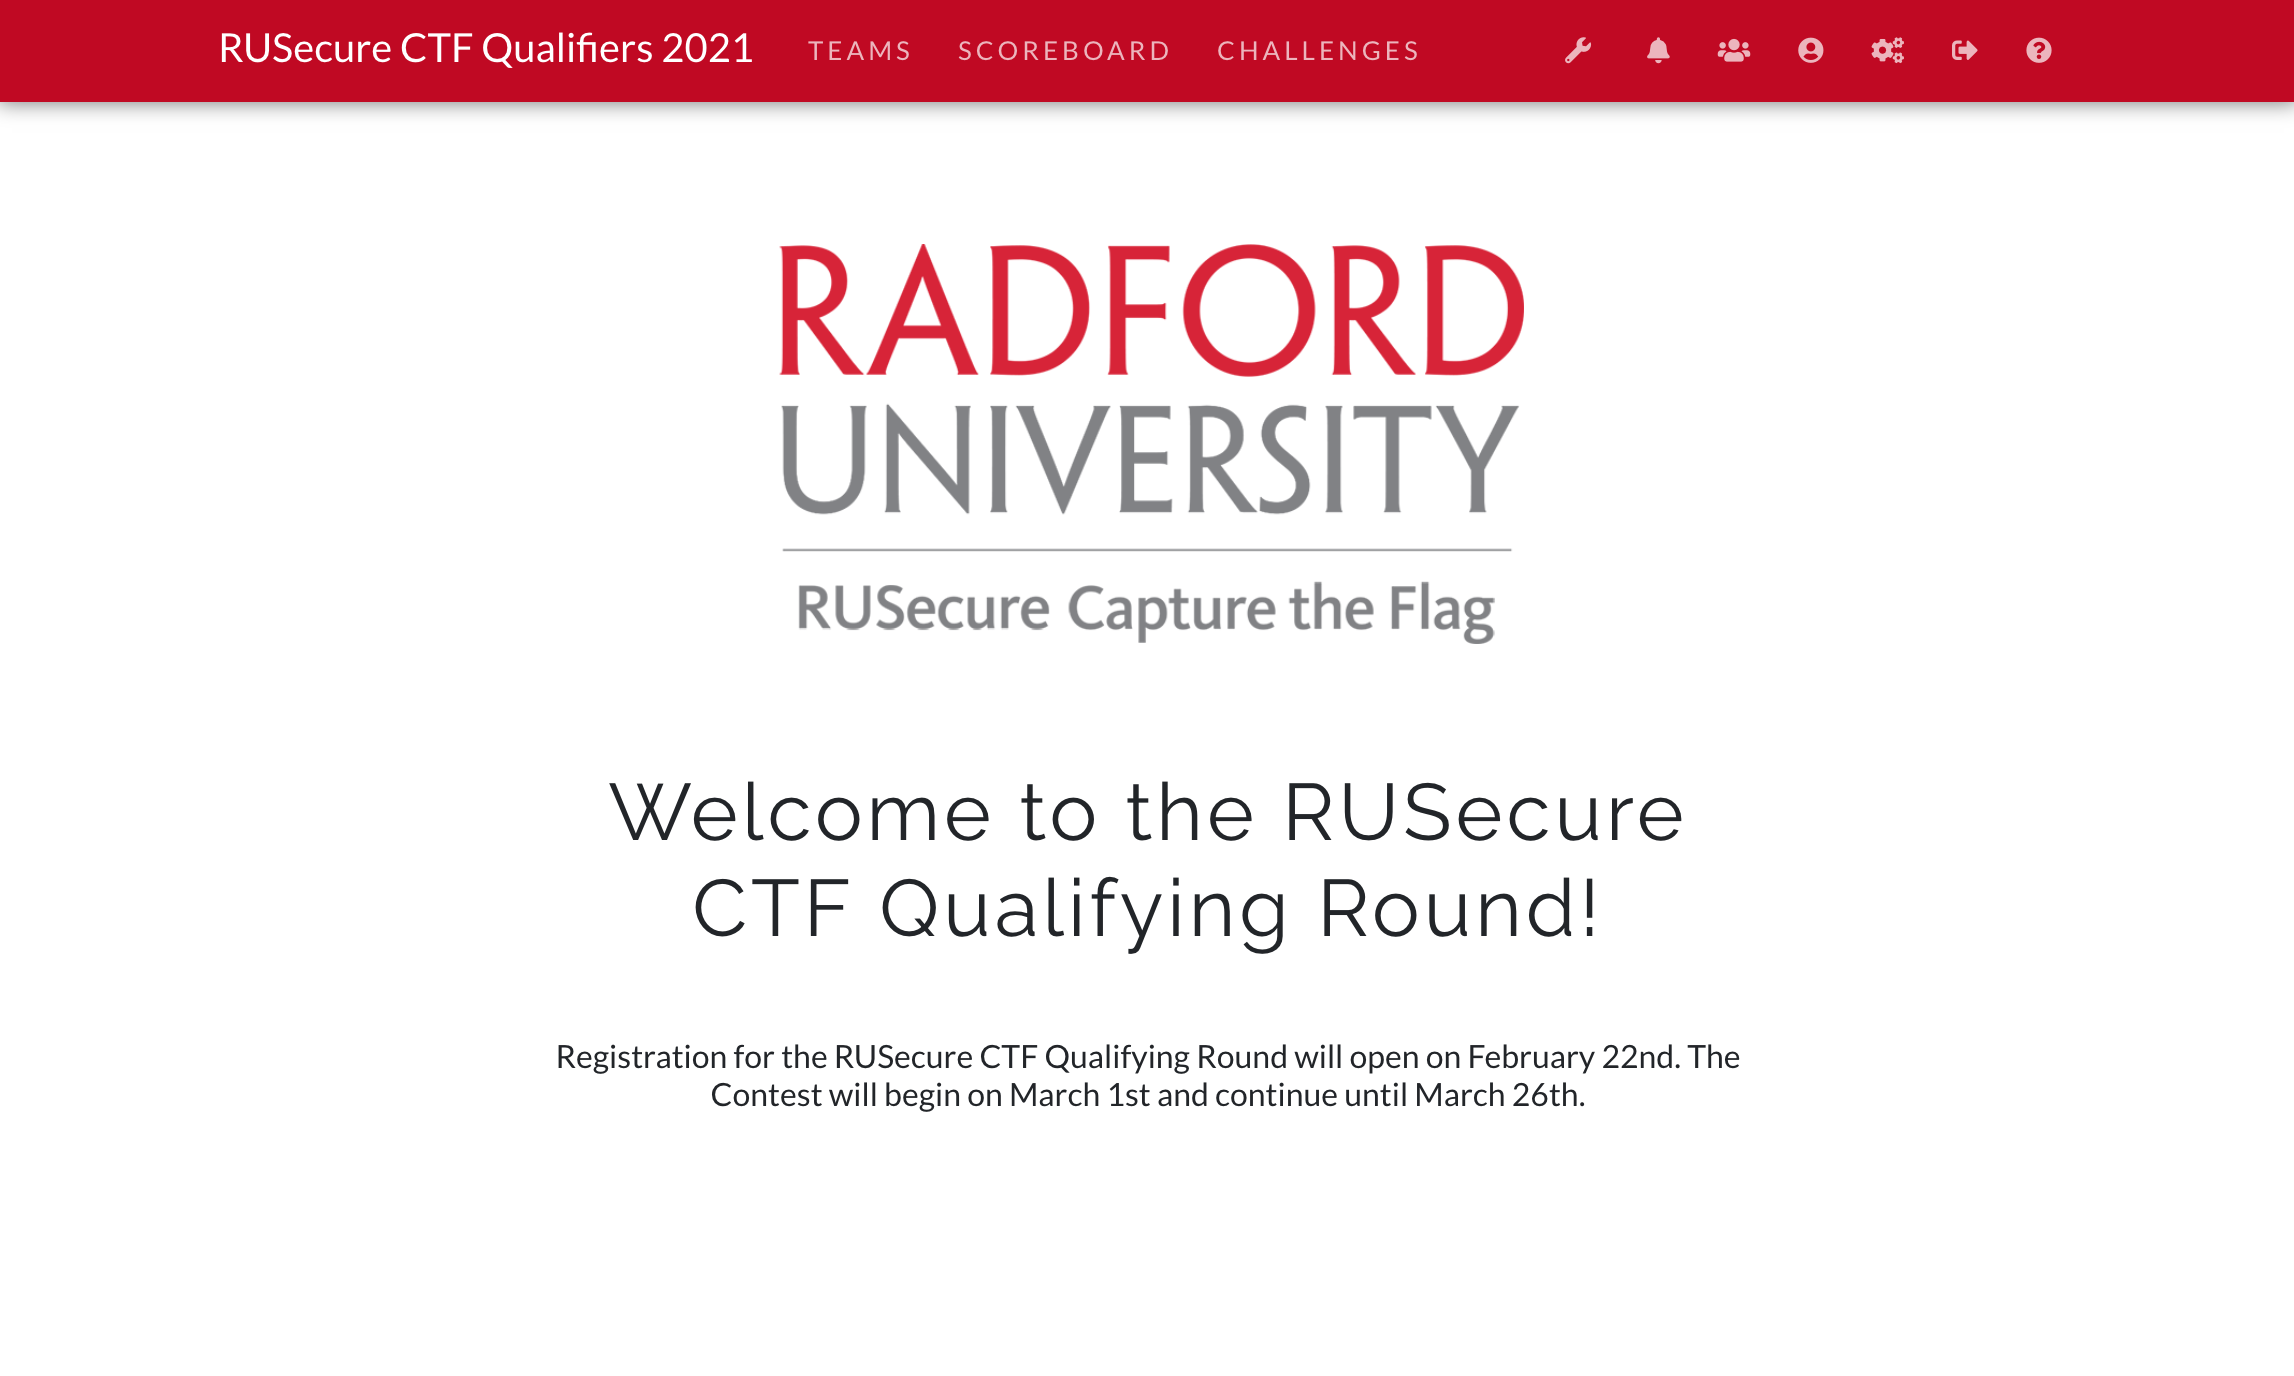 RUSecure CTF Qualifiers 2021 TEAMS SCOREBOARD CHALLENGES
RADFORD
UNIVERSITY
RUSecure Capture the Flag
Welcome to the RUSecure
CTF Qualifying Round!
Registration for the RUSecure CTF Qualifying Round will open on February 22nd. The
Contest will begin on March 1st and continue until March 26th.